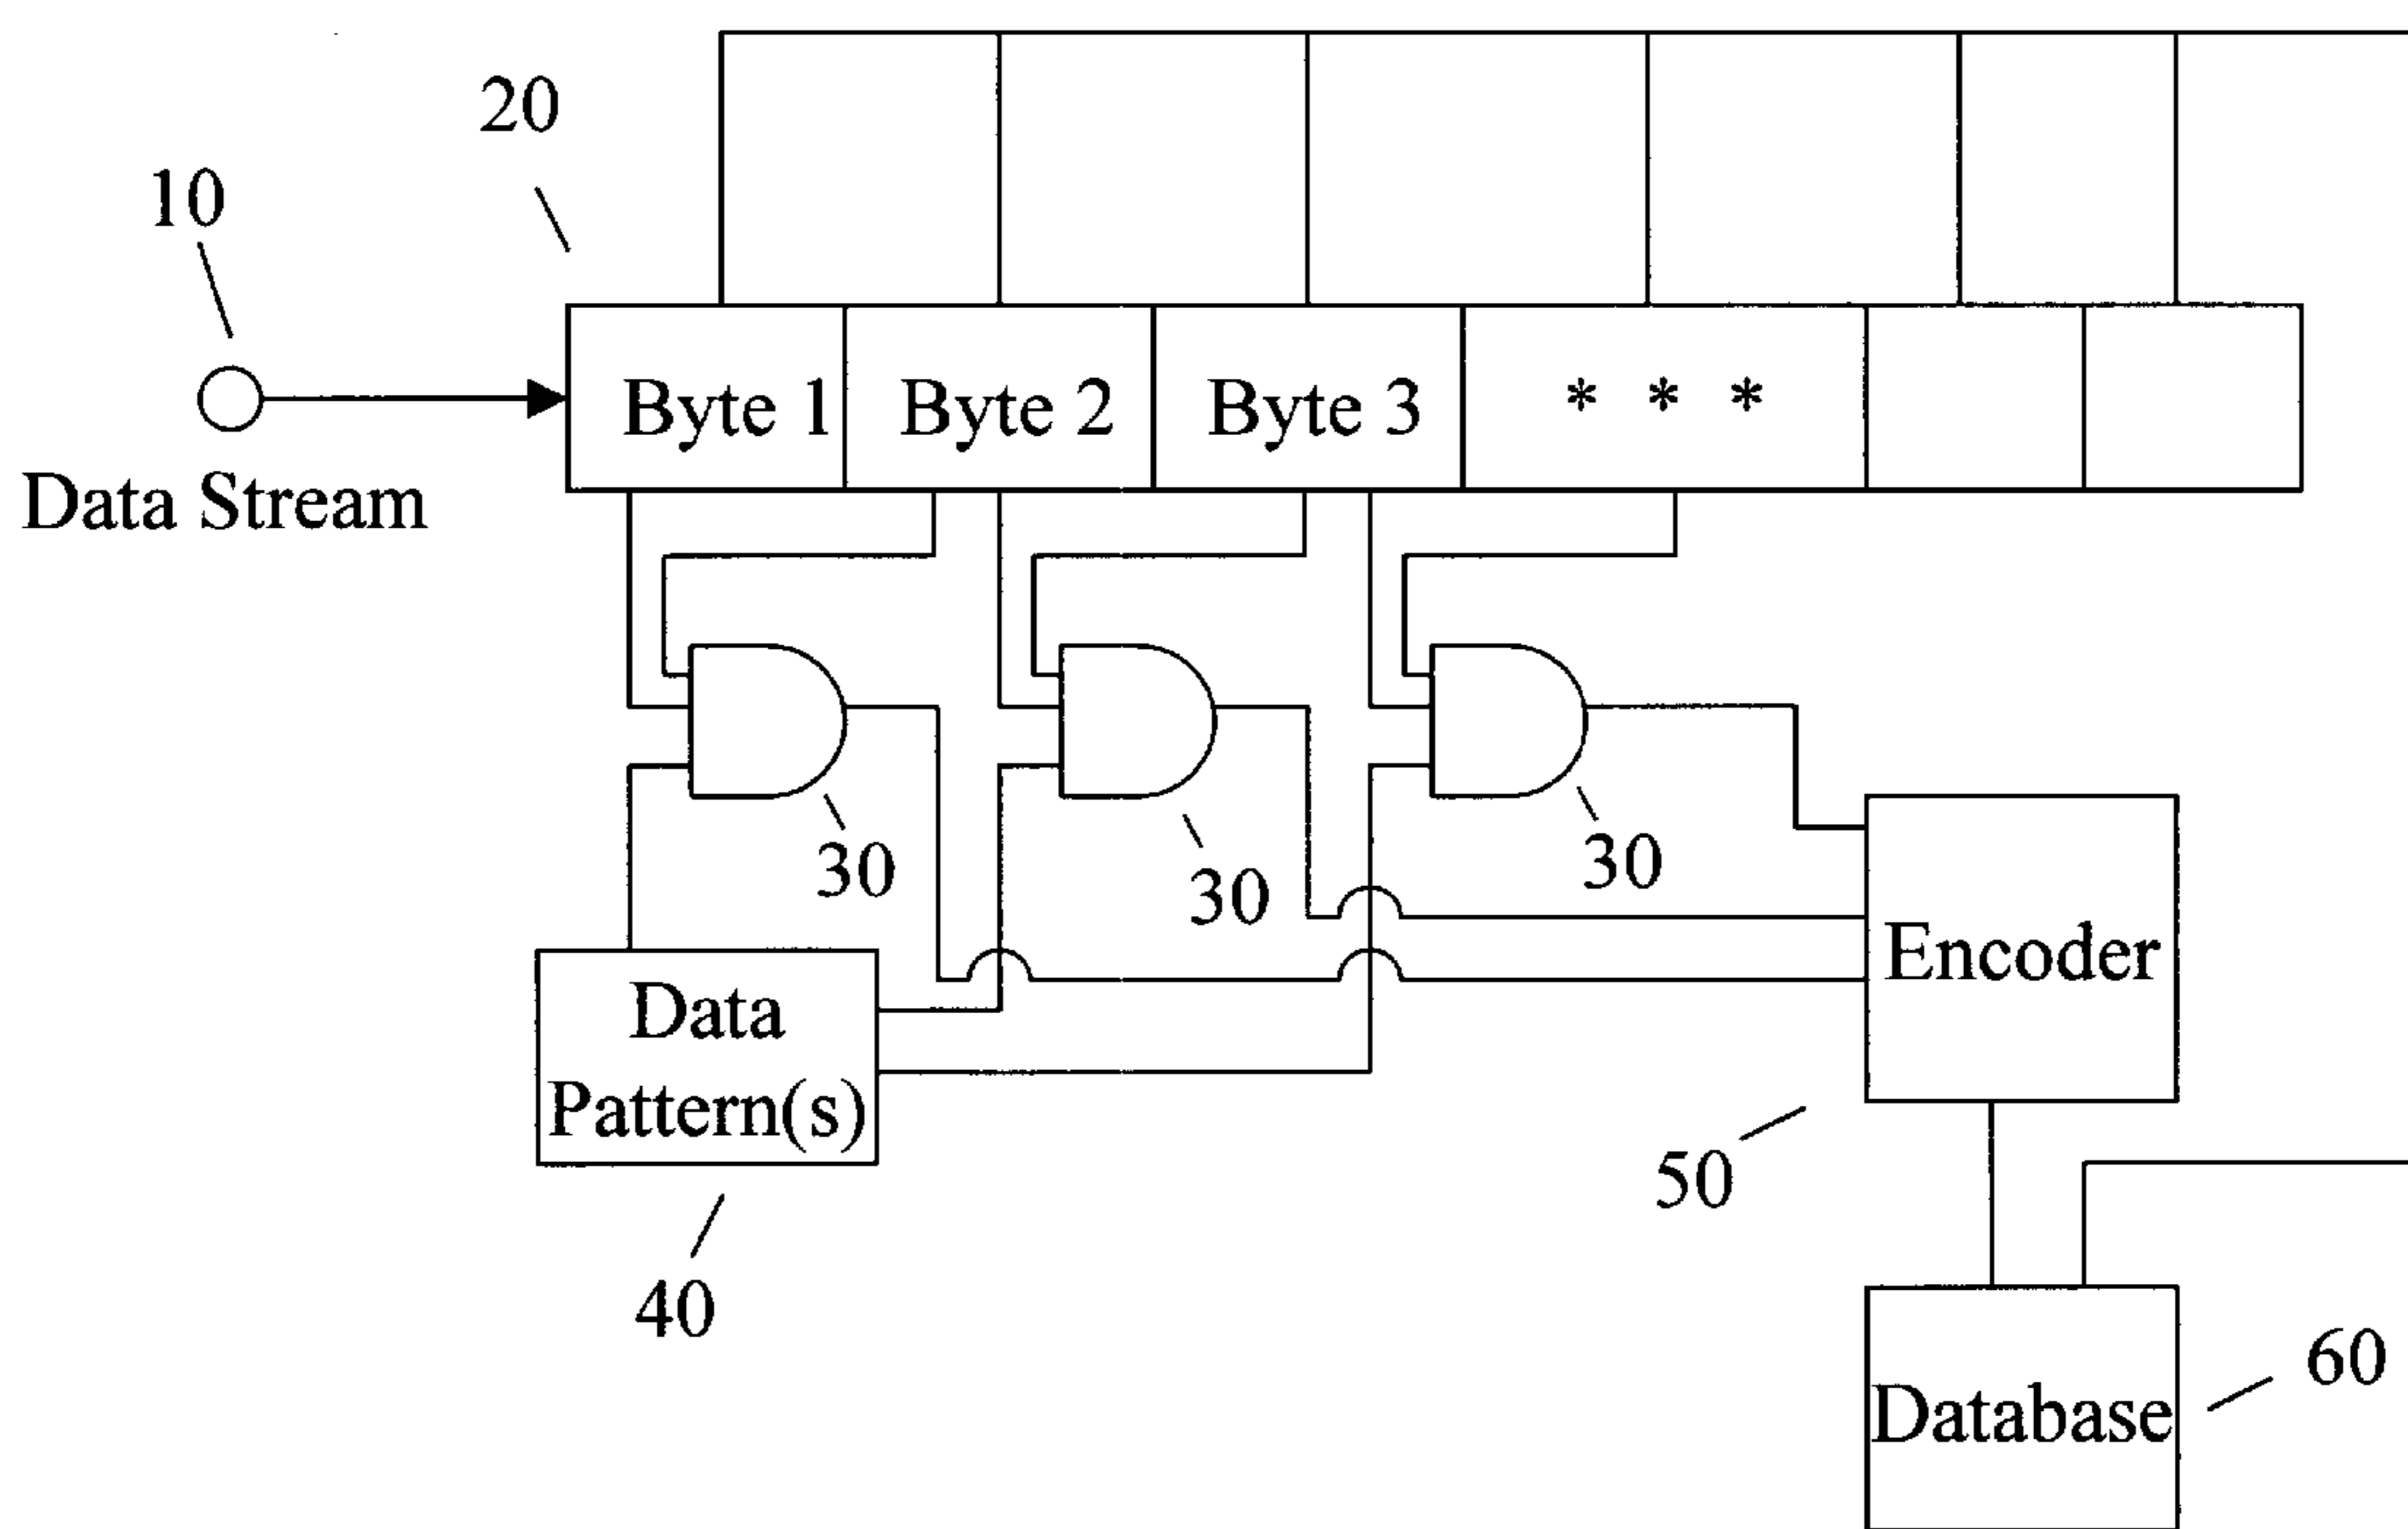 20
10
Byte 1 Byte 2 Byte 3 * * *
Data Stream
30
30
30
Encoder
Data
Pattern(s)
50
40
60
Database